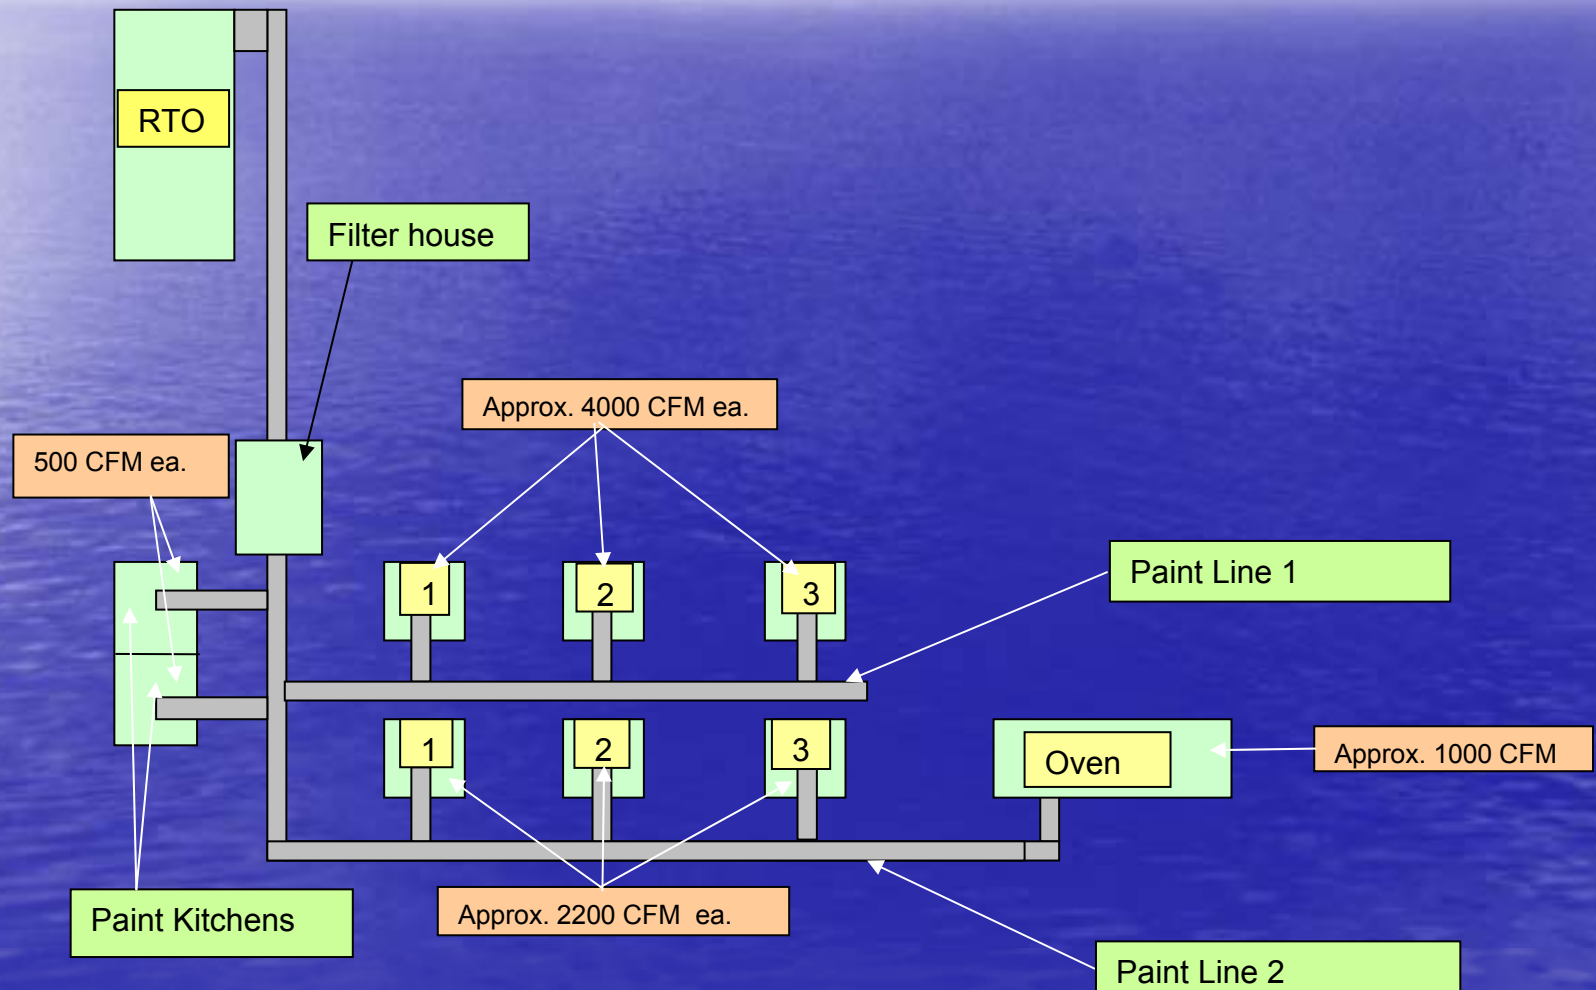 RTO
Filter house
Approx. 4000 CFM ea.
500 CFM ea.
Paint Line 1
1
2
3
1
2
3
Oven
Approx. 1000 CFM
Paint Kitchens
Approx. 2200 CFM ea.
Paint Line 2